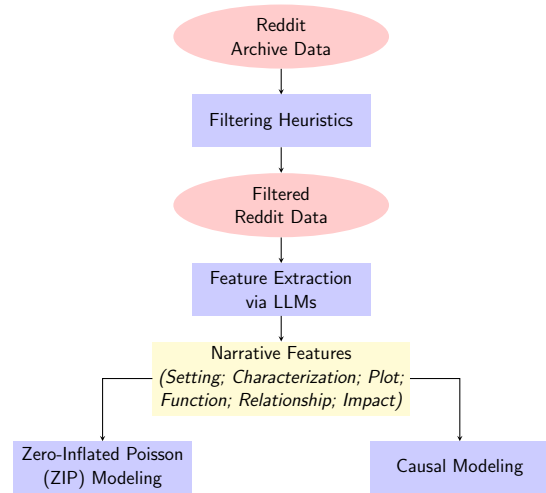 Reddit
Archive Data
Filtering Heuristics
Filtered
Reddit Data
Feature Extraction
via LLMs
Narrative Features
(Setting; Characterization; Plot;
Function; Relationship; Impact)
Zero-Inflated Poisson
(ZIP) Modeling
Causal Modeling